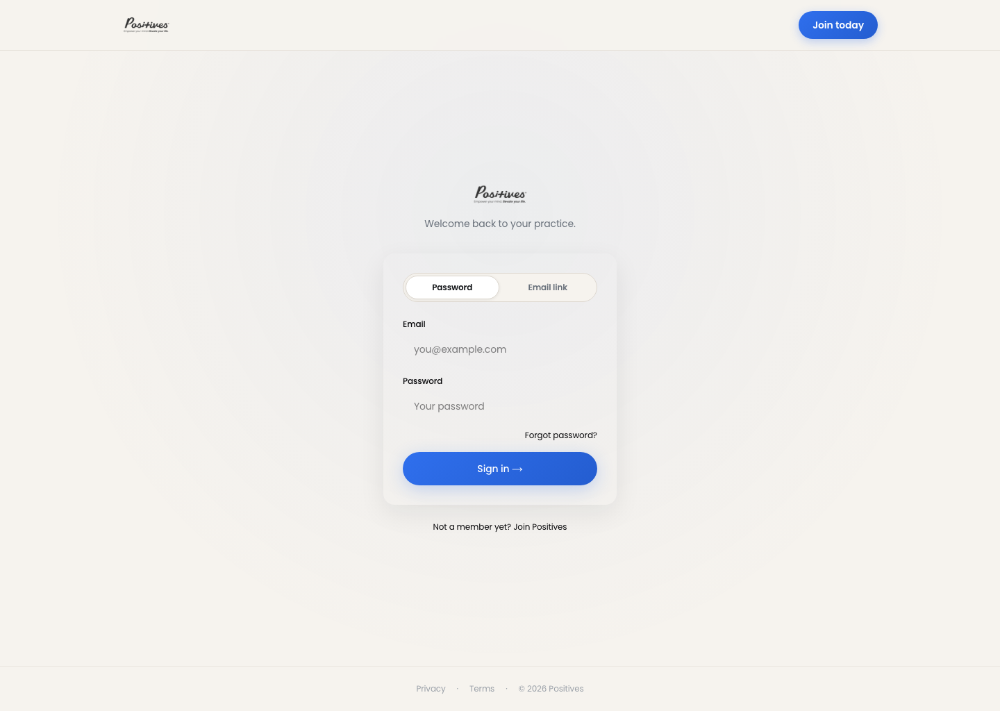 Positives™
Empower your mind. Elevate your life.
Join today
Positives™
Empower your mind. Elevate your life.
Welcome back to your practice.
Password
Email link
Email
you@example.com
Password
Your password
Forgot password?
Sign in →
Not a member yet? Join Positives
Privacy · Terms · © 2026 Positives